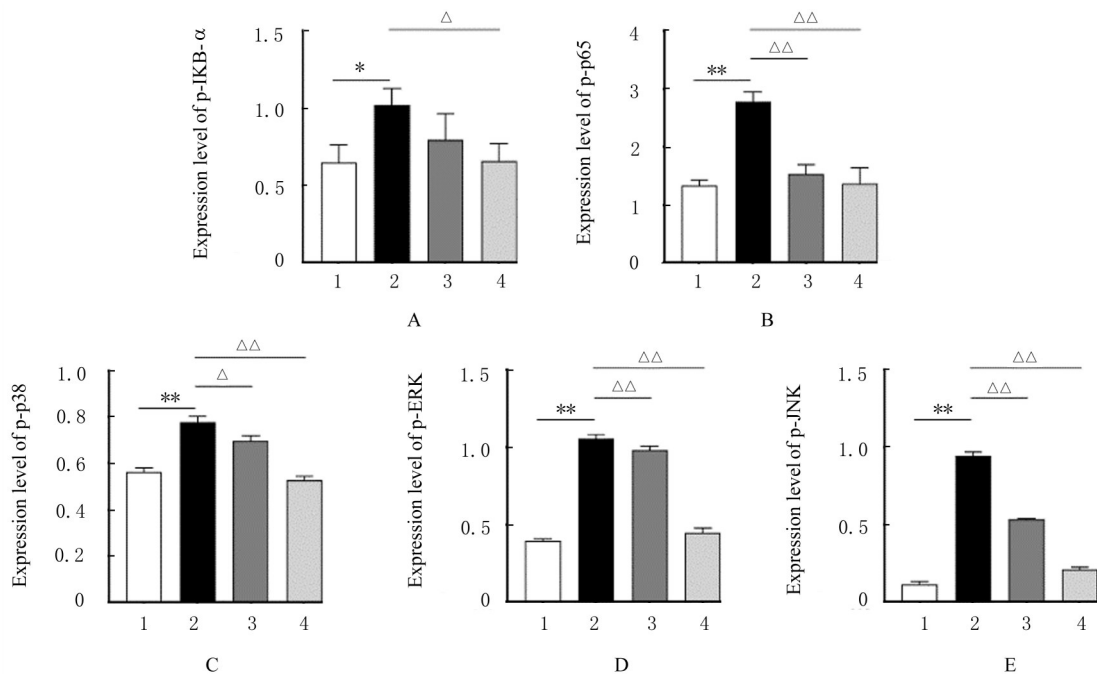 Expression level of p-IKB-α
1.5
1.0
0.5
0
*
△
1 2 3 4
A
Expression level of p-p65
4
3
2
1
0
**
△△
△△
1 2 3 4
B
Expression level of p-p38
1.0
0.8
0.6
0.4
0.2
0
**
△
△△
1 2 3 4
C
Expression level of p-ERK
1.5
1.0
0.5
0
**
△△
△△
1 2 3 4
D
Expression level of p-JNK
1.5
1.0
0.5
0
**
△△
△△
1 2 3 4
E